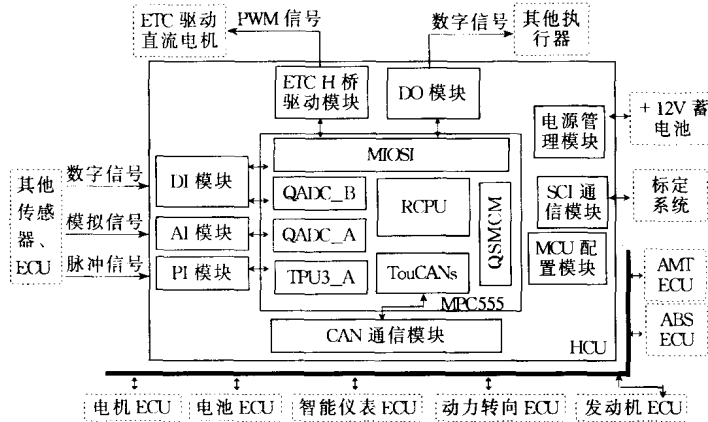 ETC 驱动
直流电机
PWM 信号
数字信号
其他执
行器
ETC H 桥
驱动模块
DO 模块
电源管
理模块
+ 12V 蓄
电池
MIOSI
其他
传感
器、
ECU
数字信号
DI 模块
QADC_B
RCPU
QSMCM
SCI 通
信模块
标定
系统
模拟信号
AI 模块
QADC_A
MCU 配
置模块
脉冲信号
PI 模块
TPU3_A
TouCANs
MPC555
AMT
ECU
CAN 通信模块
HCU
ABS
ECU
电机 ECU
电池 ECU
智能仪表 ECU
动力转向 ECU
发动机 ECU